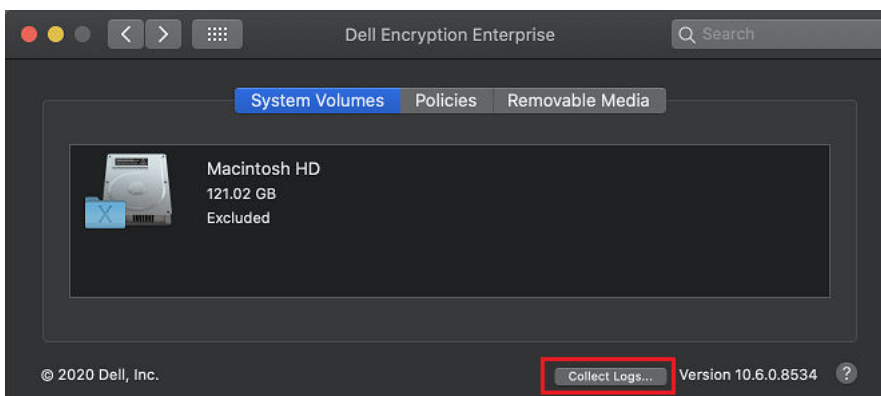 Dell Encryption Enterprise
Search
System Volumes Policies Removable Media
Macintosh HD
121.02 GB
Excluded
X
© 2020 Dell, Inc.
Collect Logs... Version 10.6.0.8534 ?